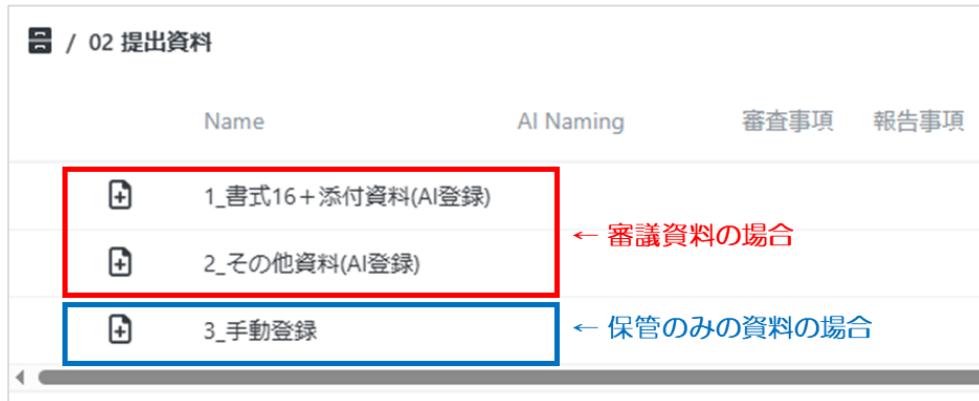 / 02 提出資料
Name AI Naming 審査事項 報告事項
1_書式16+添付資料(AI登録)
← 審議資料の場合
2_その他資料(AI登録)
3_手動登録 ← 保管のみの資料の場合